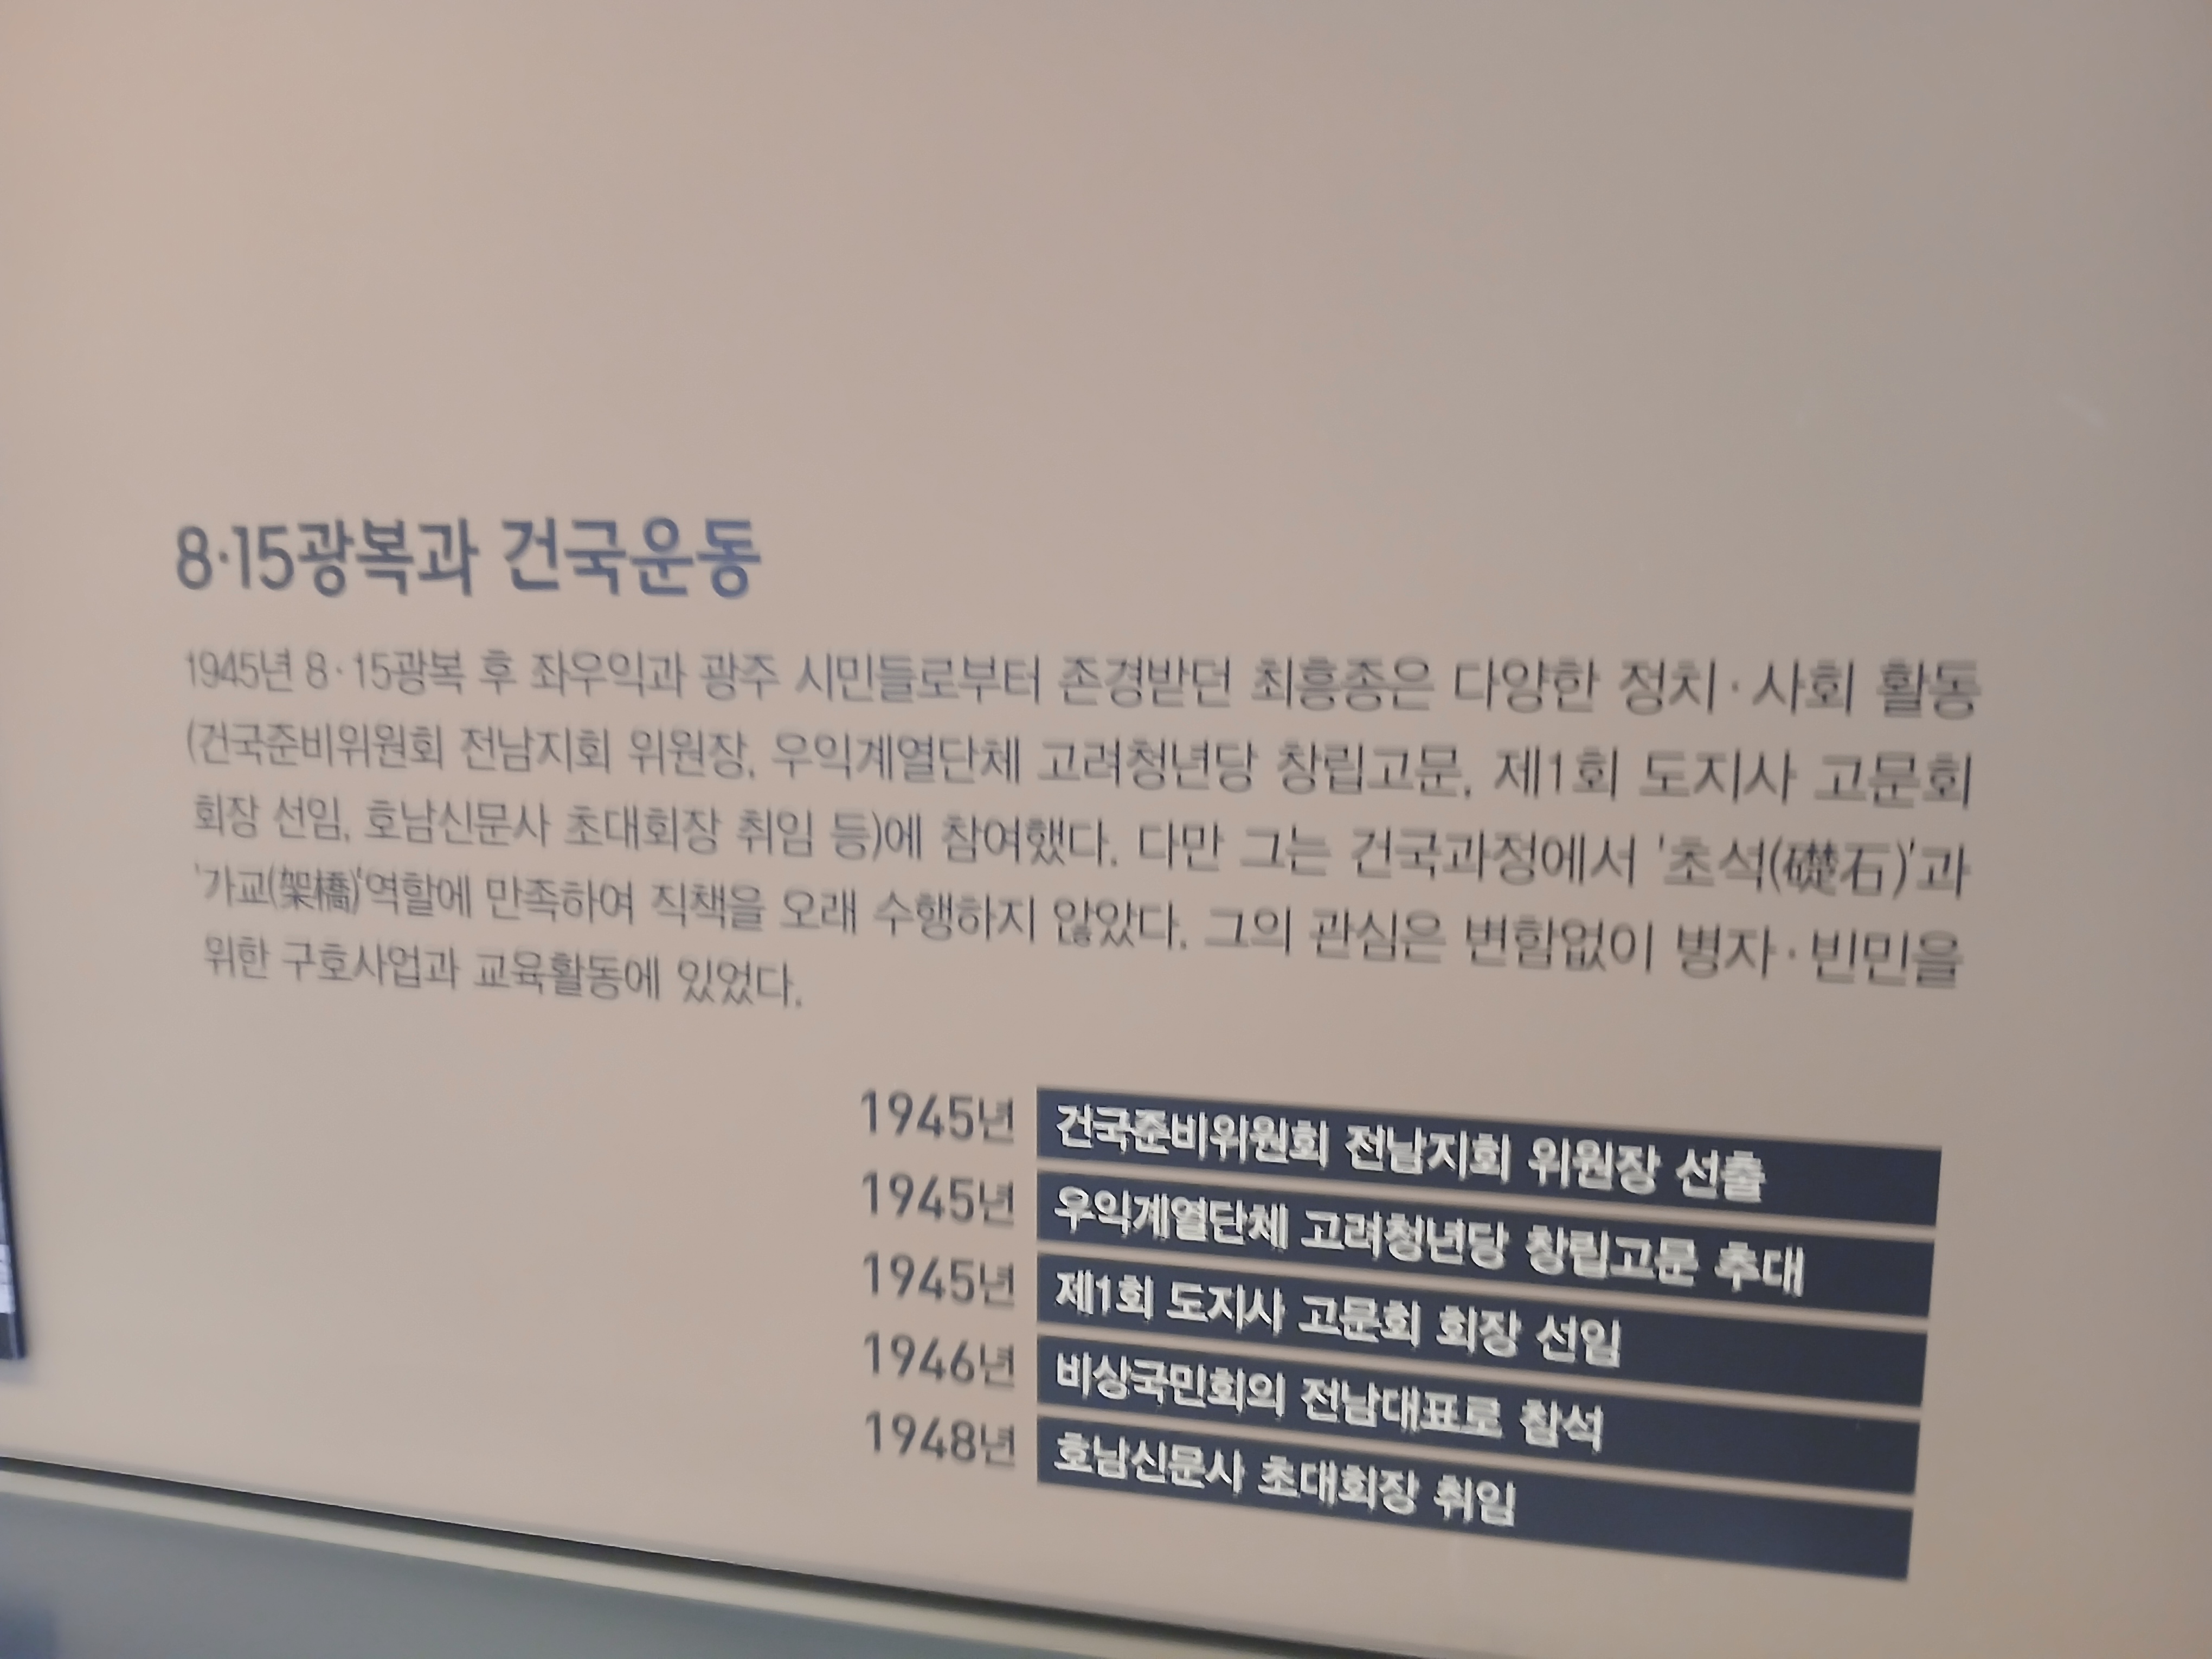 8·15광복과 건국운동
1945년 8·15광복 후 좌우익과 광주 시민들로부터 존경받던 최흥종은 다양한 정치·사회 활동
(건국준비위원회 전남지회 위원장, 우익계열단체 고려청년당 창립고문, 제1회 도지사 고문회
회장 선임, 호남신문사 초대회장 취임 등)에 참여했다. 다만 그는 건국과정에서 '초석(礎石)'과
'가교(架橋)'역할에 만족하여 직책을 오래 수행하지 않았다. 그의 관심은 변함없이 병자·빈민을
위한 구호사업과 교육활동에 있었다.
1945년 건국준비위원회 전남지회 위원장 선출
1945년 우익계열단체 고려청년당 창립고문 추대
1945년 제1회 도지사 고문회 회장 선임
1946년 비상국민회의 전남대표로 참석
1948년 호남신문사 초대회장 취임